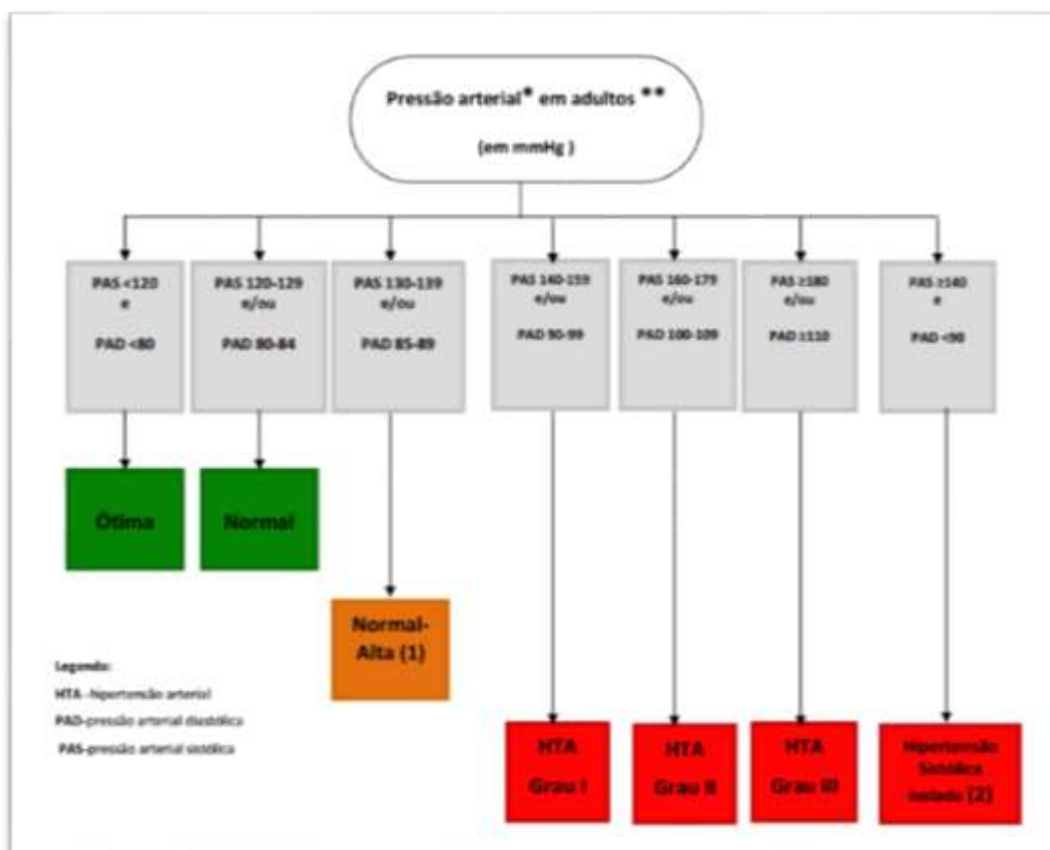 Pressão arterial* em adultos **
(em mmHg )
PAS <120
e
PAD <80
PAS 120-129
e/ou
PAD 80-84
PAS 130-139
e/ou
PAD 85-89
PAS 140-159
e/ou
PAD 90-99
PAS 160-179
e/ou
PAD 100-109
PAS ≥180
e/ou
PAD ≥110
PAS ≥140
e
PAD <90
Ótima
Normal
Normal-
Alta (1)
Legenda:
HTA -hipertensão arterial
PAD-pressão arterial diastólica
PAS-pressão arterial sistólica
HTA
Grau I
HTA
Grau II
HTA
Grau III
Hipertensão
Sistólica
isolada (2)